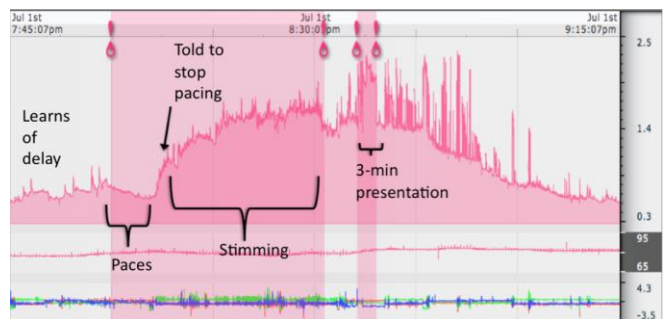 Jul 1st Jul 1st Jul 1st
7:45:07pm 8:30:07pm 9:15:07pm
2.5
Told to
stop
pacing
Learns
of
delay
1.4
3-min
presentation
0.3
Paces
Stimming
95
65
4.3
-3.5